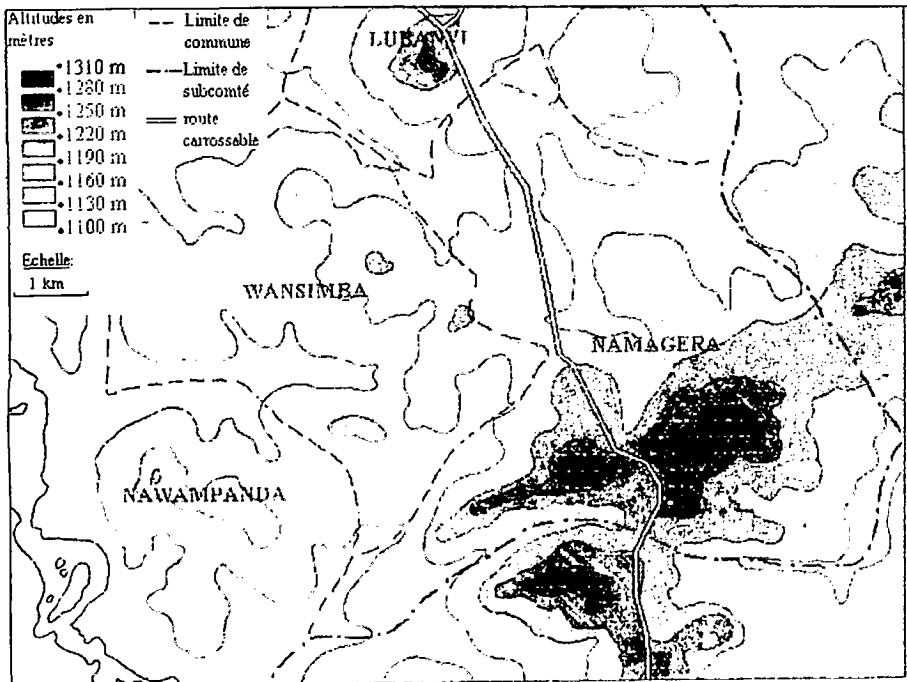 Altitudes en
mètres
1310 m
1280 m
1250 m
1220 m
1190 m
1160 m
1130 m
1100 m
Echelle:
1 km
Limite de
commune
Limite de
subcomté
route
carrossable
LUBANYI
WANSIMBA
NAMAGERA
NAWAMPANDA